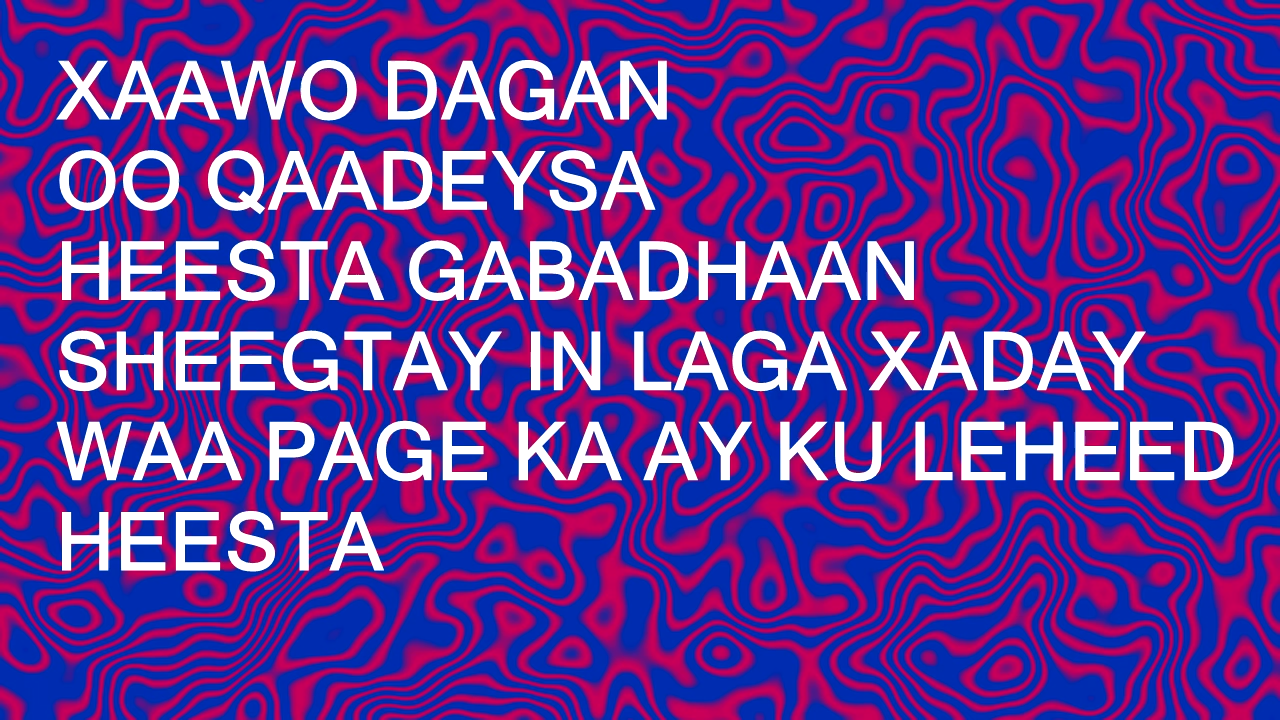 XAAWO DAGAN
OO QAADEYSA
HEESTA GABADHAAN
SHEEGTAY IN LAGA XADAY
WAA PAGE KA AY KU LEHEED
HEESTA